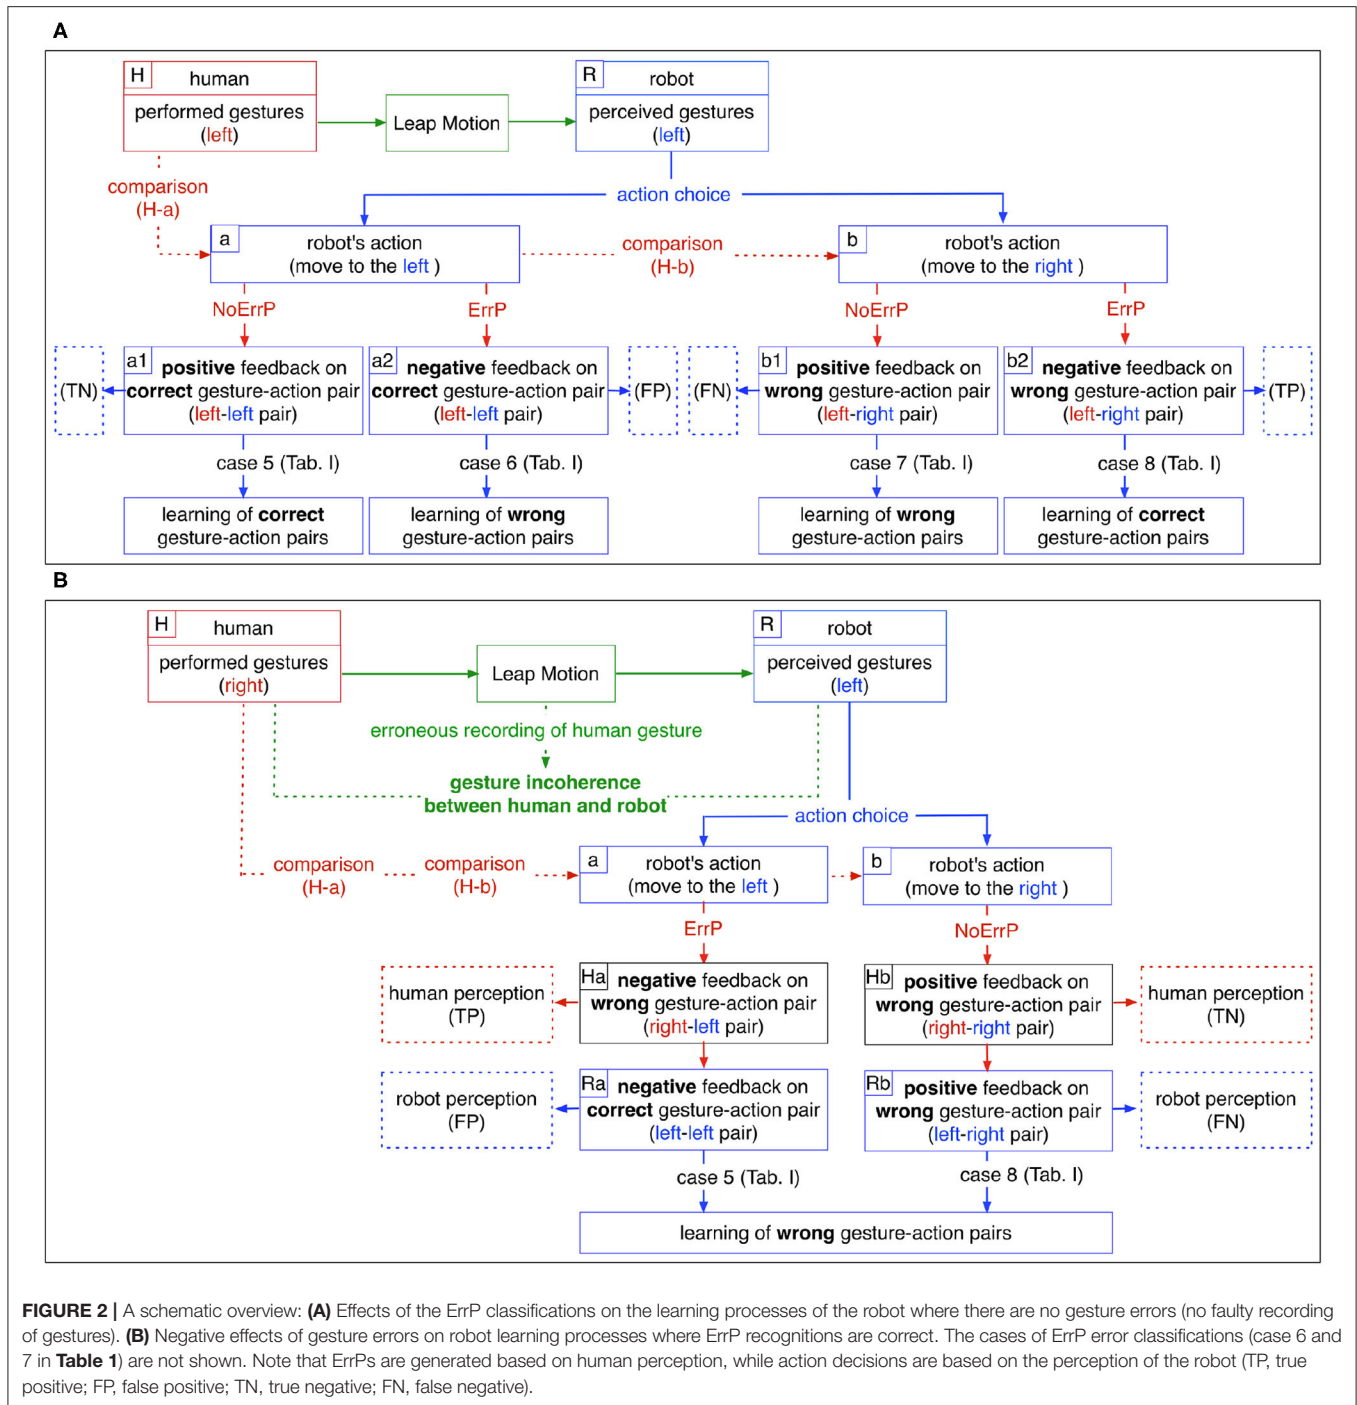 A
H
human
performed gestures
(left)
Leap Motion
R
robot
perceived gestures
(left)
comparison
(H-a)
action choice
a
robot's action
(move to the left )
comparison
(H-b)
b
robot's action
(move to the right )
NoErrP
ErrP
NoErrP
ErrP
(TN)
a1
positive feedback on
correct gesture-action pair
(left-left pair)
a2
negative feedback on
correct gesture-action pair
(left-left pair)
(FP)
(FN)
b1
positive feedback on
wrong gesture-action pair
(left-right pair)
b2
negative feedback on
wrong gesture-action pair
(left-right pair)
(TP)
case 5 (Tab. I)
case 6 (Tab. I)
case 7 (Tab. I)
case 8 (Tab. I)
learning of correct
gesture-action pairs
learning of wrong
gesture-action pairs
learning of wrong
gesture-action pairs
learning of correct
gesture-action pairs
B
H
human
performed gestures
(right)
Leap Motion
R
robot
perceived gestures
(left)
erroneous recording of human gesture
gesture incoherence
between human and robot
action choice
comparison
(H-a)
comparison
(H-b)
a
robot's action
(move to the left )
b
robot's action
(move to the right )
ErrP
NoErrP
human perception
(TP)
Ha
negative feedback on
wrong gesture-action pair
(right-left pair)
Hb
positive feedback on
wrong gesture-action pair
(right-right pair)
human perception
(TN)
robot perception
(FP)
Ra
negative feedback on
correct gesture-action pair
(left-left pair)
Rb
positive feedback on
wrong gesture-action pair
(left-right pair)
robot perception
(FN)
case 5 (Tab. I)
case 8 (Tab. I)
learning of wrong gesture-action pairs
FIGURE 2 | A schematic overview: (A) Effects of the ErrP classifications on the learning processes of the robot where there are no gesture errors (no faulty recording
of gestures). (B) Negative effects of gesture errors on robot learning processes where ErrP recognitions are correct. The cases of ErrP error classifications (case 6 and
7 in Table 1) are not shown. Note that ErrPs are generated based on human perception, while action decisions are based on the perception of the robot (TP, true
positive; FP, false positive; TN, true negative; FN, false negative).